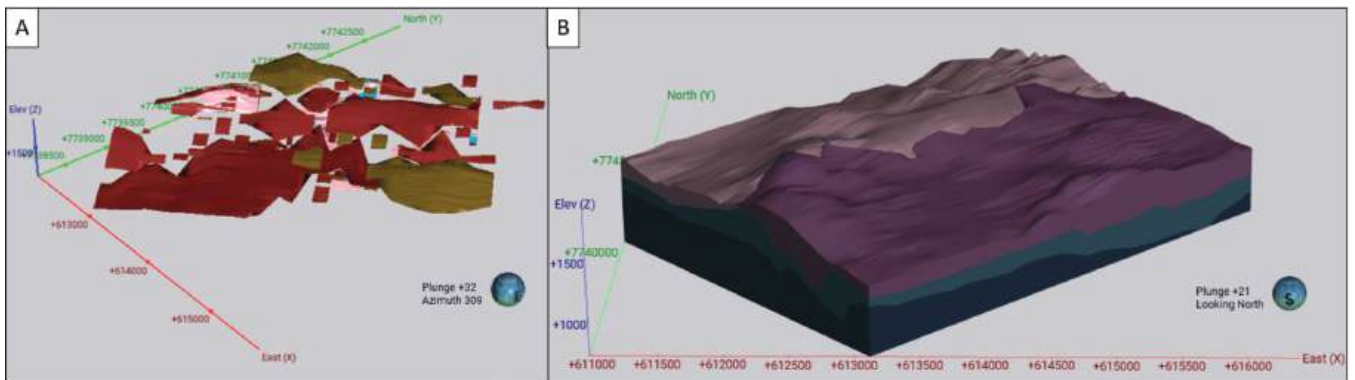 A
North (Y)
+7742500
+7742000
+7739500
+7739000
Elev (Z)
+613000
+614000
+615000
East (X)
Plunge +32
Azimuth 309
B
North (Y)
Elev (Z)
+7740000
+1500
+1000
+611000 +611500 +612000 +612500 +613000 +613500 +614000 +614500 +615000 +615500 +616000 East (X)
Plunge +21
Looking North
S